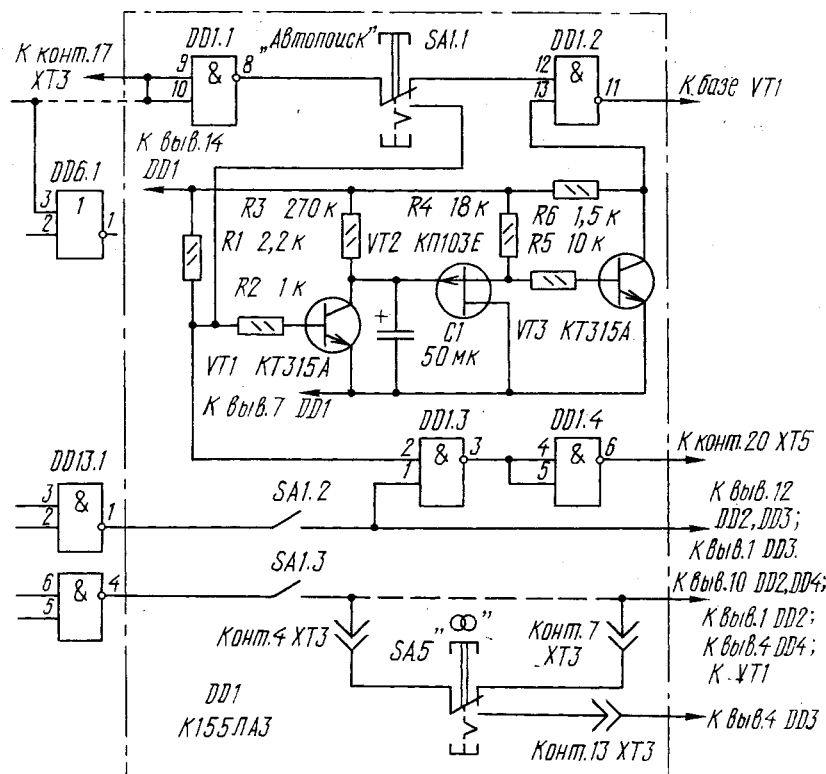 DD1.1
„Автопоиск"
SA1.1
DD1.2
К конт.17
ХТ3
9
10
&
8
12
13
&
11
К базе VT1
К выв.14
DD1
DD6.1
3
2
1
1
R3 270 к
R4 18 к
R6 1,5 к
R1 2,2 к
VT2 КП103Е
R5 10 к
R2 1 к
+
C1
50 мк
VT3 КТ315А
VT1 КТ315А
К выв.7 DD1
DD1.3
DD1.4
2
1
&
3
4
5
&
6
К конт.20 ХТ5
DD13.1
3
2
&
1
SA1.2
К выв.12
DD2,DD3;
К выв.1 DD3.
6
5
&
4
SA1.3
К выв.10 DD2,DD4;
К выв.1 DD2;
К выв.4 DD4;
К VT1
Конт.4 ХТ3
SA5
Конт.7
ХТ3
DD1
К155ЛА3
К выв.4 DD3
Конт.13 ХТ3